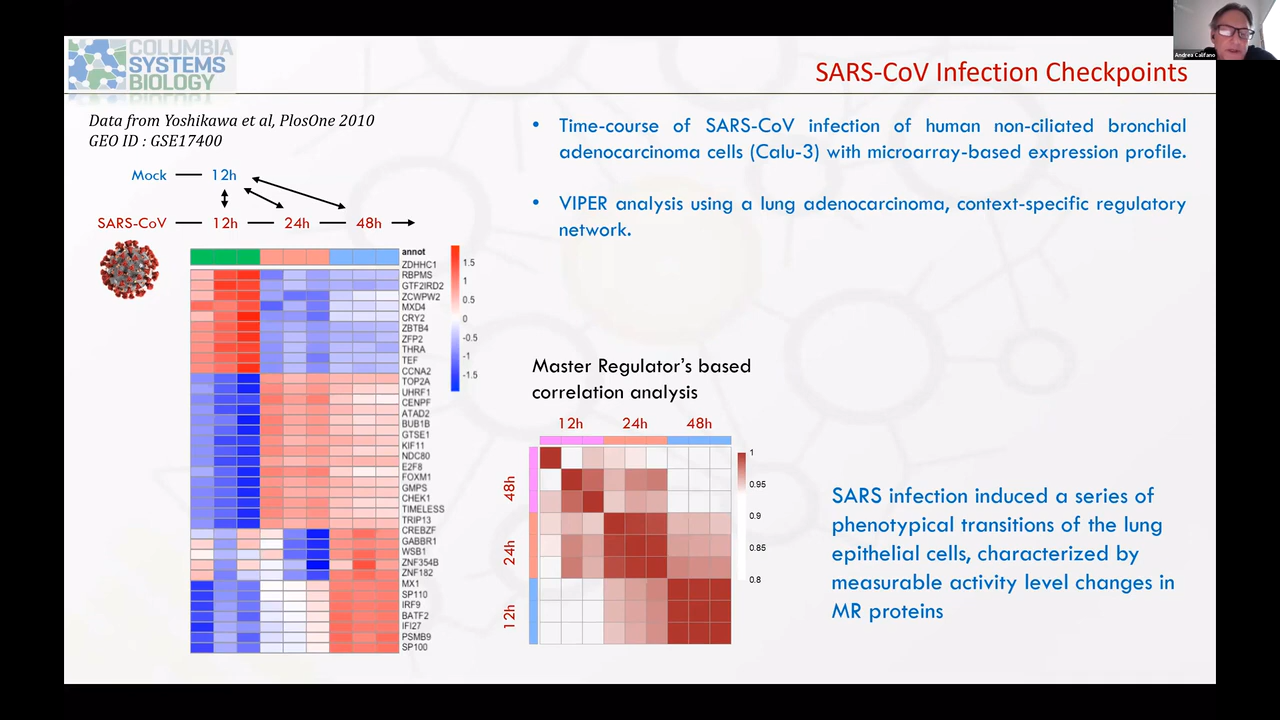 COLUMBIA
SYSTEMS
BIOLOGY
Andrea Califano
SARS-CoV Infection Checkpoints
Data from Yoshikawa et al, PlosOne 2010
GEO ID : GSE17400
Mock
12h
SARS-CoV
12h
24h
48h
• Time-course of SARS-CoV infection of human non-ciliated bronchial
adenocarcinoma cells (Calu-3) with microarray-based expression profile.
• VIPER analysis using a lung adenocarcinoma, context-specific regulatory
network.
annot
ZDHHC1
RBPMS
GTF2IRD2
ZCWPW2
MXD4
CRY2
ZBTB4
ZFP2
THRA
TEF
CCNA2
TOP2A
UHRF1
CENPF
ATAD2
BUB1B
GTSE1
KIF11
NDC80
E2F8
FOXM1
GMPS
CHEK1
TIMELESS
TRIP13
CREBZF
GABBR1
WSB1
ZNF354B
ZNF182
MX1
SP110
IRF9
BATF2
IFI27
PSMB9
SP100
1.5
1
0.5
0
-0.5
-1
-1.5
Master Regulator's based
correlation analysis
12h
24h
48h
48h
24h
12h
1
0.95
0.9
0.85
0.8
SARS infection induced a series of
phenotypical transitions of the lung
epithelial cells, characterized by
measurable activity level changes in
MR proteins